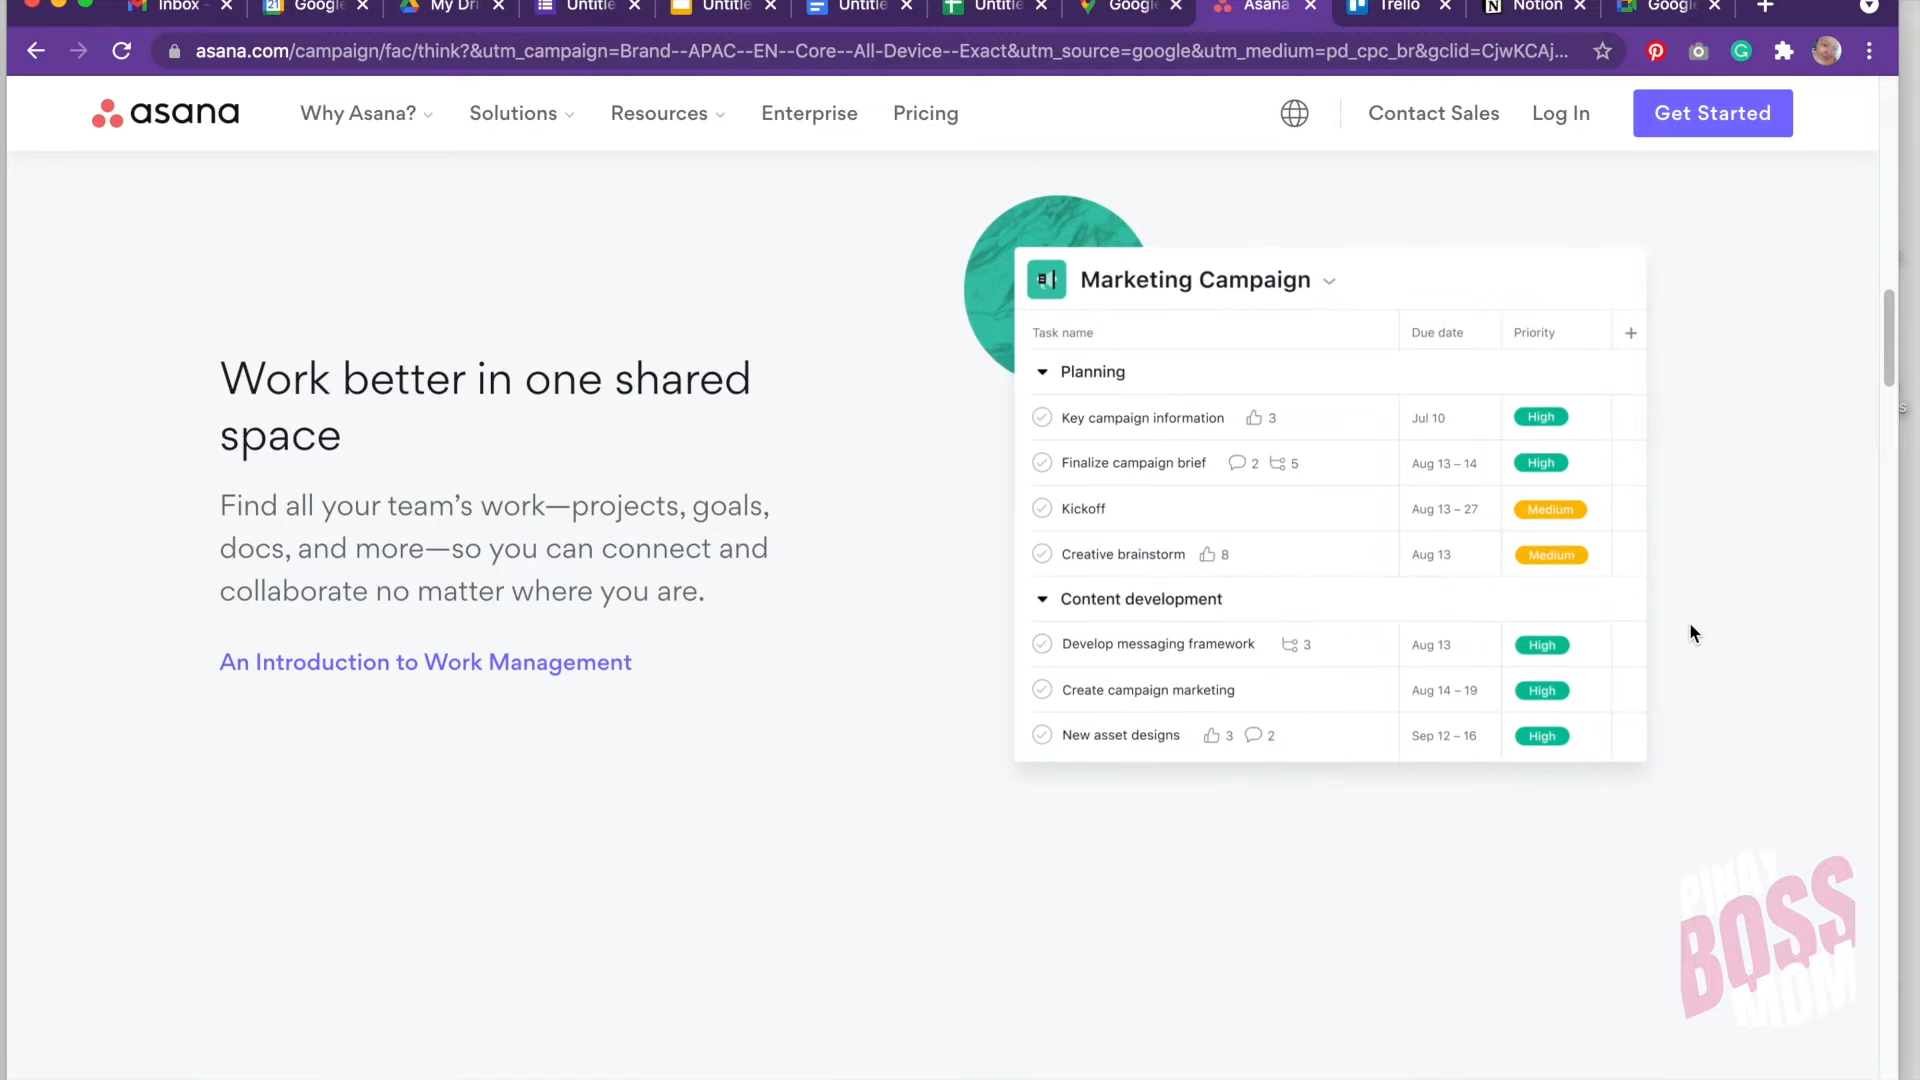 Inbox
Google
My Dri
Untitle
Untitle
Untitle
Untitle
Google
Asana
Trello
Notion
Google
asana.com/campaign/fac/think?&utm_campaign=Brand--APAC--EN--Core--All-Device--Exact&utm_source=google&utm_medium=pd_cpc_br&gclid=CjwKCAj...
asana
Why Asana?
Solutions
Resources
Enterprise
Pricing
Contact Sales
Log In
Get Started
Work better in one shared
space
Find all your team's work—projects, goals,
docs, and more—so you can connect and
collaborate no matter where you are.
An Introduction to Work Management
Marketing Campaign
Task name Due date Priority +
Planning
Key campaign information 3 Jul 10 High
Finalize campaign brief 2 5 Aug 13 – 14 High
Kickoff Aug 13 – 27 Medium
Creative brainstorm 8 Aug 13 Medium
Content development
Develop messaging framework 3 Aug 13 High
Create campaign marketing Aug 14 – 19 High
New asset designs 3 2 Sep 12 – 16 High
PINAY
BOSS
MOM